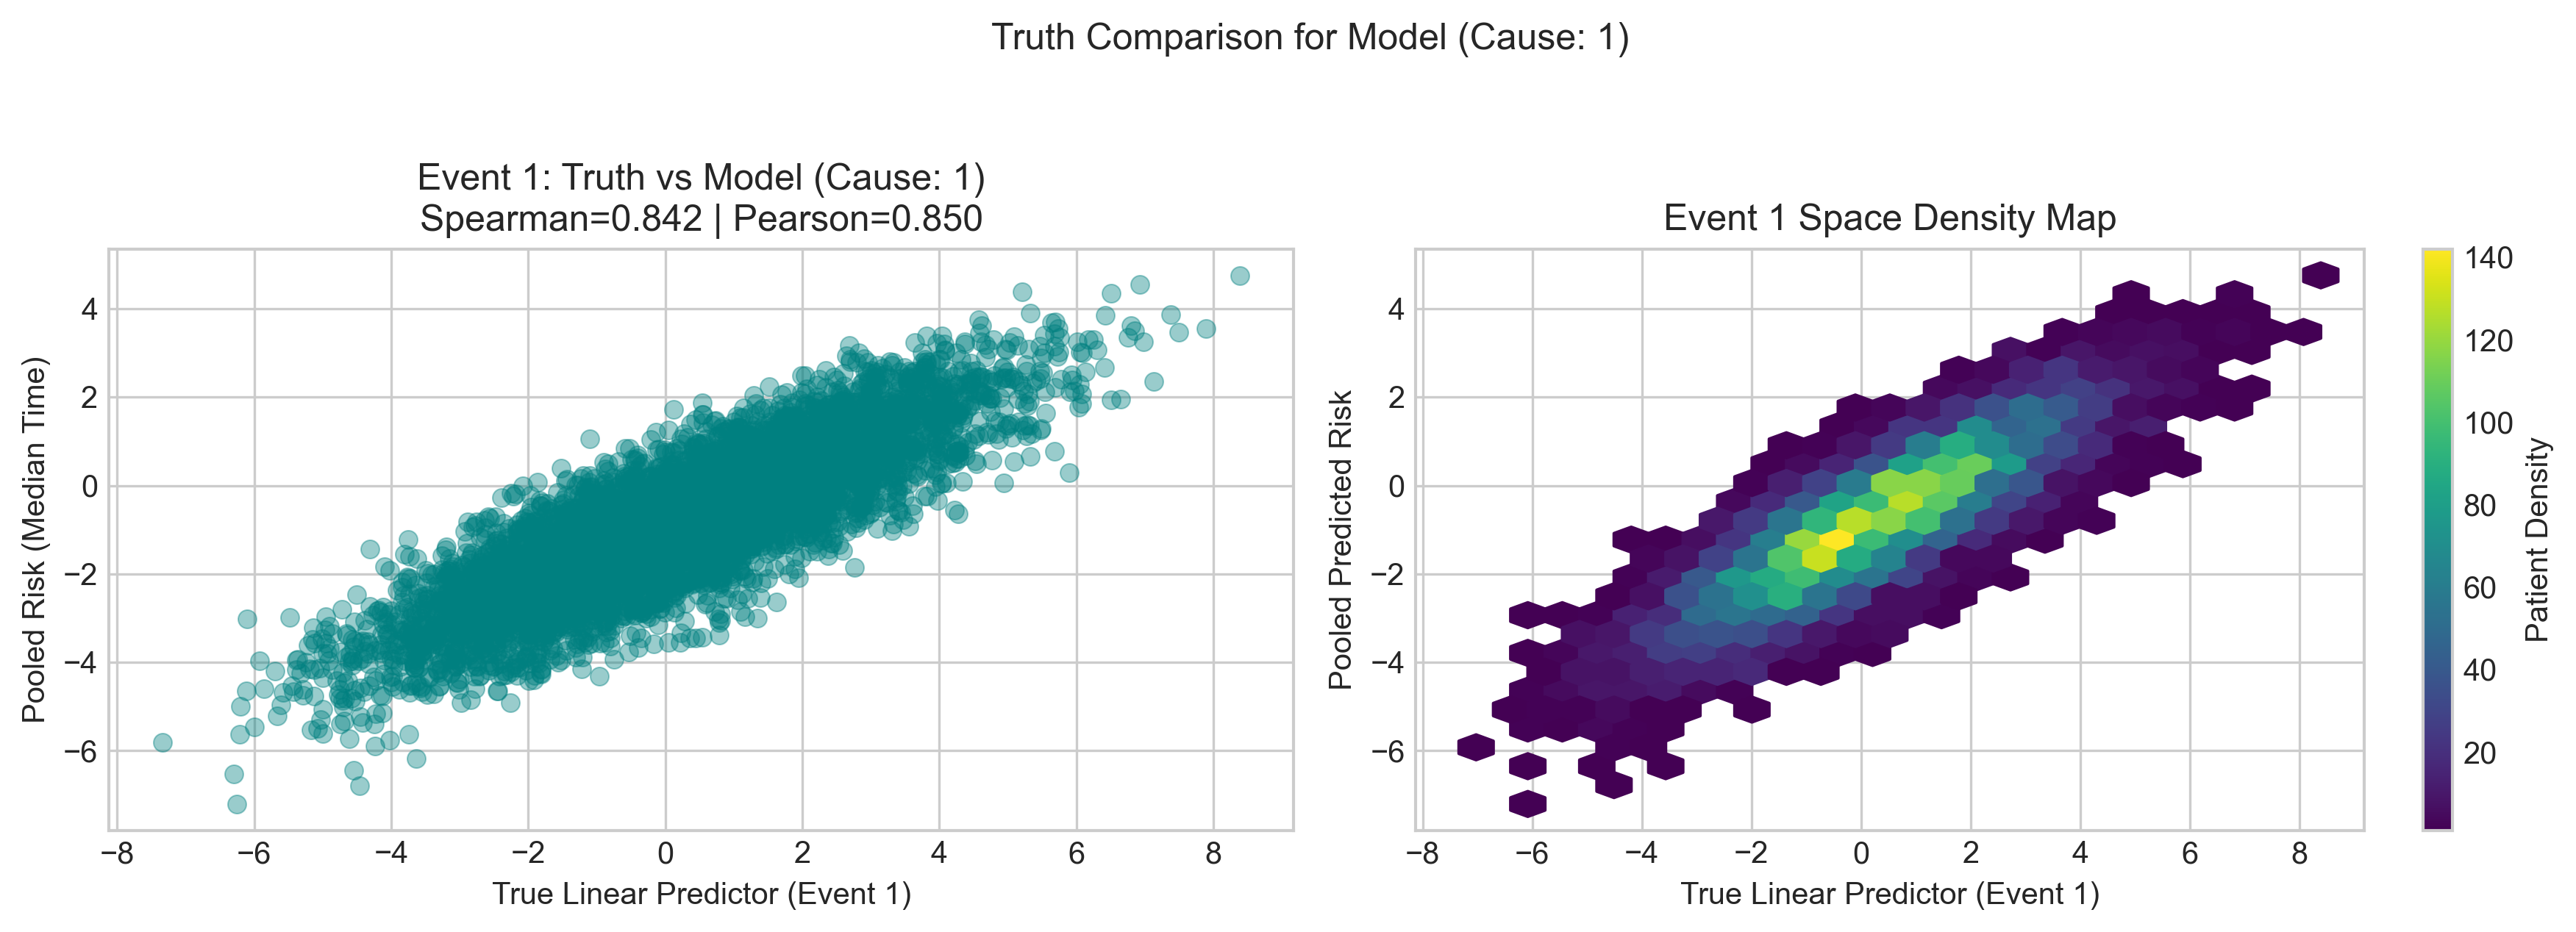 Truth Comparison for Model (Cause: 1)
Event 1: Truth vs Model (Cause: 1)
Spearman=0.842 | Pearson=0.850
Pooled Risk (Median Time)
4
2
0
−2
−4
−6
−8 −6 −4 −2 0 2 4 6 8
True Linear Predictor (Event 1)
Event 1 Space Density Map
Pooled Predicted Risk
4
2
0
−2
−4
−6
−8 −6 −4 −2 0 2 4 6 8
True Linear Predictor (Event 1)
140
120
100
80
60
40
20
Patient Density